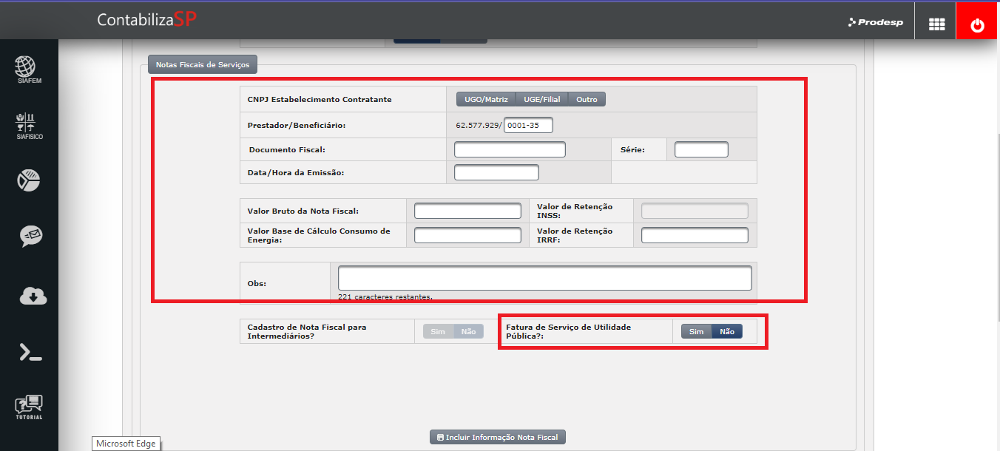 ContabilizaSP
Prodesp
SIAFEM
SIAFISICO
TUTORIAL
Notas Fiscais de Serviços
CNPJ Estabelecimento Contratante
UGO/Matriz UGE/Filial Outro
Prestador/Beneficiário:
62.577.929/ 0001-35
Documento Fiscal:
Série:
Data/Hora da Emissão:
Valor Bruto da Nota Fiscal:
Valor de Retenção
INSS:
Valor Base de Cálculo Consumo de
Energia:
Valor de Retenção
IRRF:
Obs:
221 caracteres restantes.
Cadastro de Nota Fiscal para
Intermediários?
Sim Não
Fatura de Serviço de Utilidade
Pública?:
Sim Não
Incluir Informação Nota Fiscal
Microsoft Edge